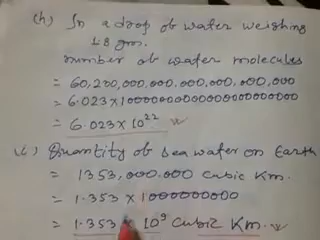 (h) In a drop of water weighing
1.8 gm.
number of water molecules
= 60,200,000,000,000,000,000,000
= 6.023×10000000000000000000000
= 6.023×10²²
(i) Quantity of sea water on Earth
= 1353,000,000 cubic Km.
= 1.353 × 1000000000
= 1.353 × 10⁹ cubic Km.